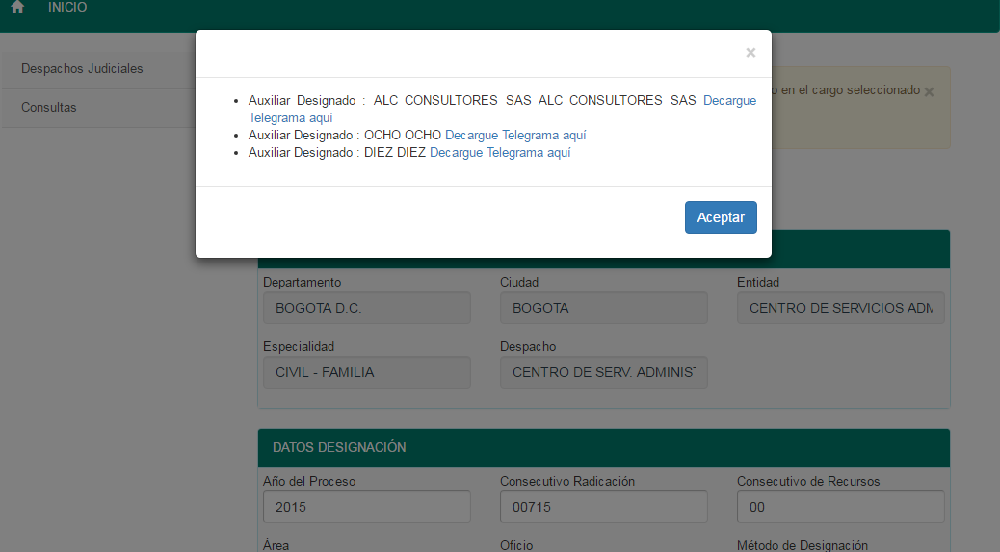 INICIO
Despachos Judiciales
Consultas
×
Auxiliar Designado : ALC CONSULTORES SAS ALC CONSULTORES SAS Decargue
Telegrama aquí
Auxiliar Designado : OCHO OCHO Decargue Telegrama aquí
Auxiliar Designado : DIEZ DIEZ Decargue Telegrama aquí
Aceptar
en el cargo seleccionado ×
Departamento Ciudad Entidad
BOGOTA D.C. BOGOTA CENTRO DE SERVICIOS
Especialidad Despacho
CIVIL - FAMILIA CENTRO DE SERV.
DATOS DESIGNACIÓN
Año del Proceso Consecutivo Radicación Consecutivo de Recursos
2015 00715 00
Área Oficio Método de Designación